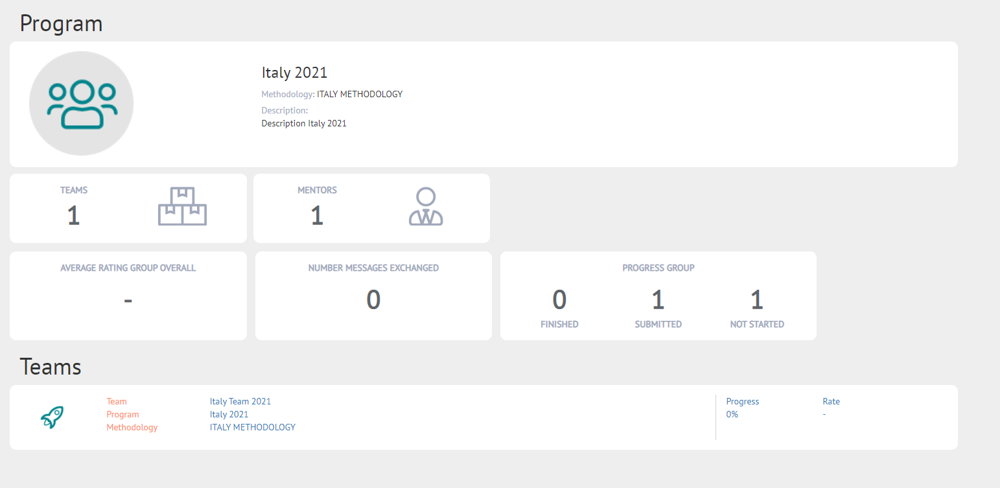 Program
Italy 2021
Methodology: ITALY METHODOLOGY
Description:
Description Italy 2021
TEAMS
1
MENTORS
1
AVERAGE RATING GROUP OVERALL
-
NUMBER MESSAGES EXCHANGED
0
PROGRESS GROUP
0 1 1
FINISHED SUBMITTED NOT STARTED
Teams
Team Italy Team 2021 Progress Rate
Program Italy 2021 0% -
Methodology ITALY METHODOLOGY